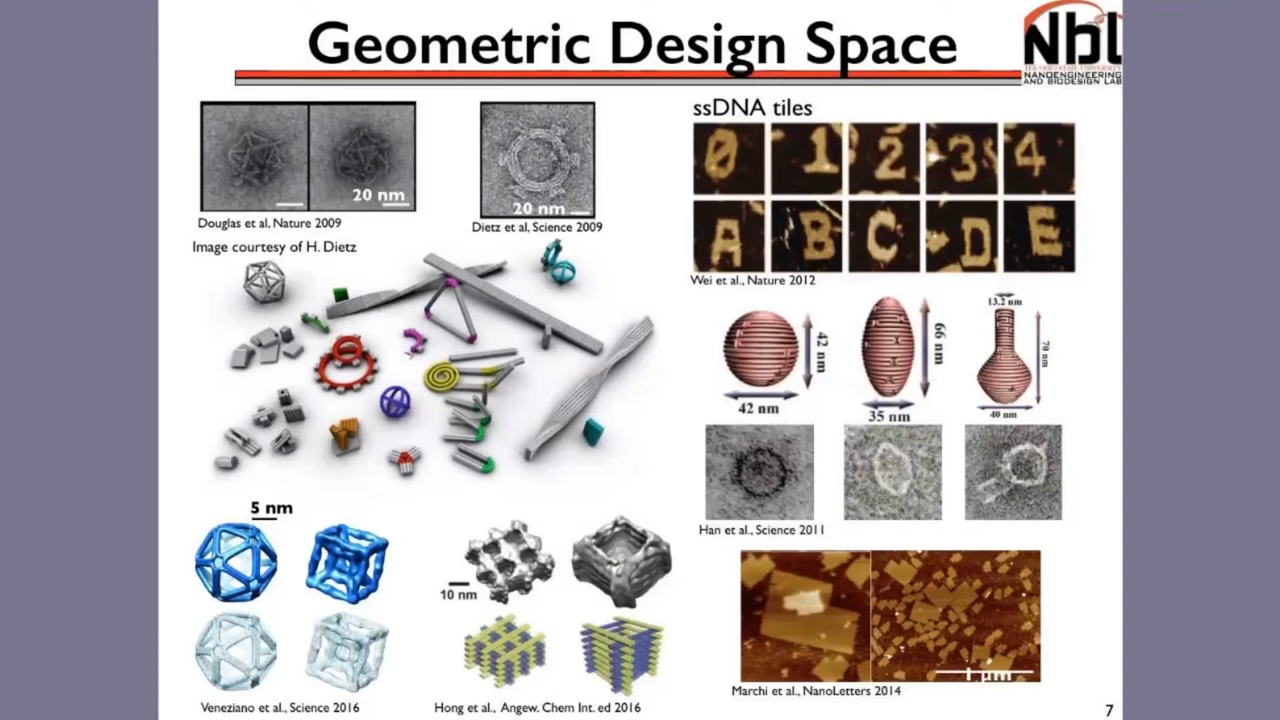 Geometric Design Space
Nbl
THE OHIO STATE UNIVERSITY
NANOENGINEERING
AND BIODESIGN LAB
20 nm
Douglas et al, Nature 2009
20 nm
Dietz et al, Science 2009
Image courtesy of H. Dietz
5 nm
Veneziano et al., Science 2016
10 nm
Hong et al., Angew. Chem Int. ed 2016
ssDNA tiles
0 1 2 3 4
A B C D E
Wei et al., Nature 2012
42 nm
42 nm
66 nm
35 nm
13.2 nm
70 nm
40 nm
Han et al., Science 2011
1 μm
Marchi et al., NanoLetters 2014
7